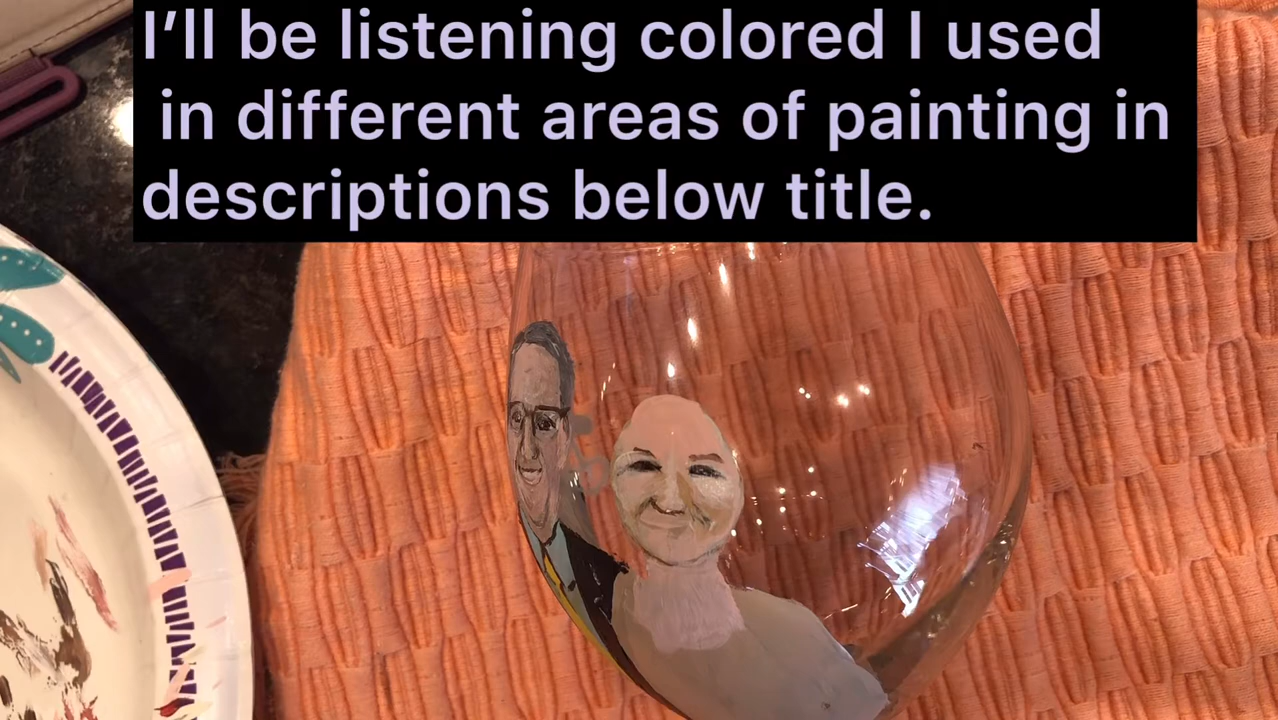 I’ll be listening colored I used
in different areas of painting in
descriptions below title.